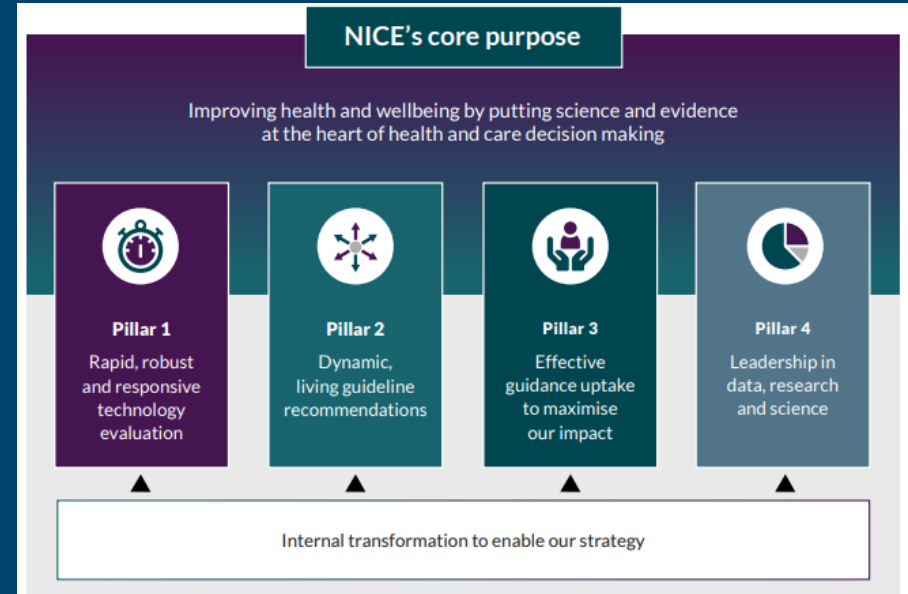 NICE's core purpose
Improving health and wellbeing by putting science and evidence
at the heart of health and care decision making
Pillar 1
Rapid, robust
and responsive
technology
evaluation
Pillar 2
Dynamic,
living guideline
recommendations
Pillar 3
Effective
guidance uptake
to maximise
our impact
Pillar 4
Leadership in
data, research
and science
Internal transformation to enable our strategy